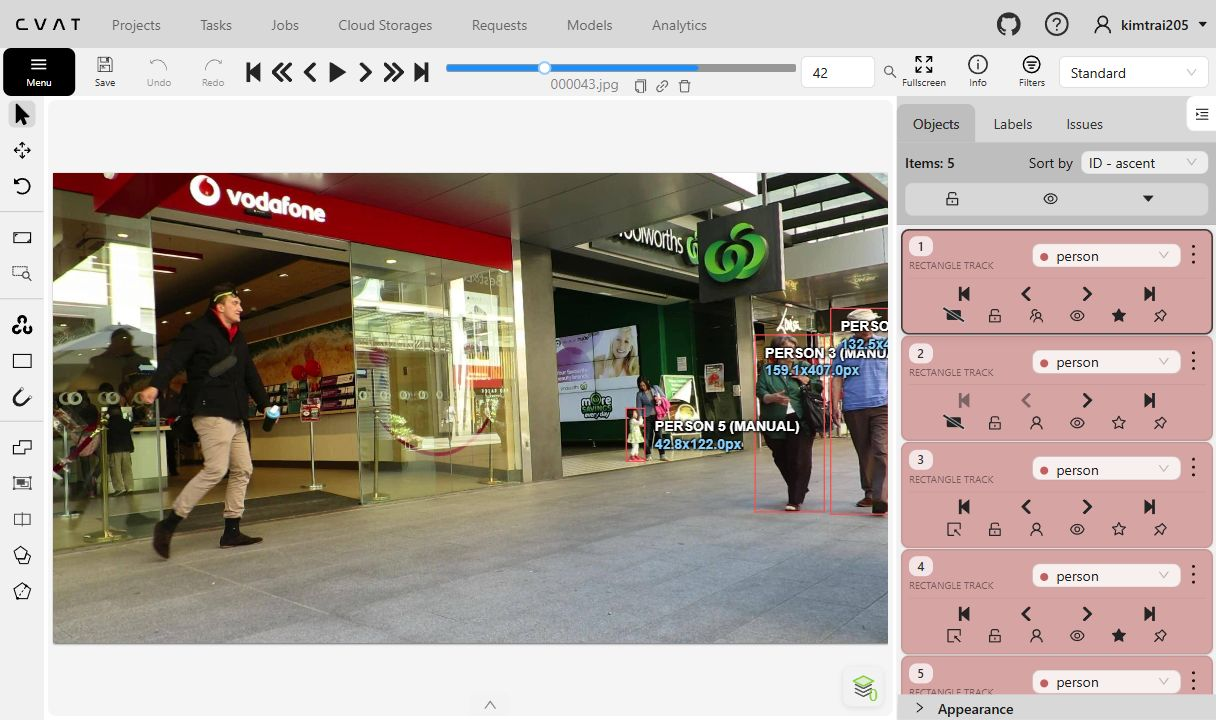 CVAT
Projects
Tasks
Jobs
Cloud Storages
Requests
Models
Analytics
kimtrai205
Menu
Save
Undo
Redo
000043.jpg
42
Fullscreen
Info
Filters
Standard
Objects
Labels
Issues
Items: 5
Sort by
ID - ascent
vodafone
oolworths
PERSO
132.5x4
PERSON 3 (MANUA
159.1x407.0px
more
SAVINGS
everyday
PERSON 5 (MANUAL)
42.8x122.0px
1
person
RECTANGLE TRACK
2
person
RECTANGLE TRACK
3
person
RECTANGLE TRACK
4
person
RECTANGLE TRACK
5
person
RECTANGLE TRACK
0
Appearance